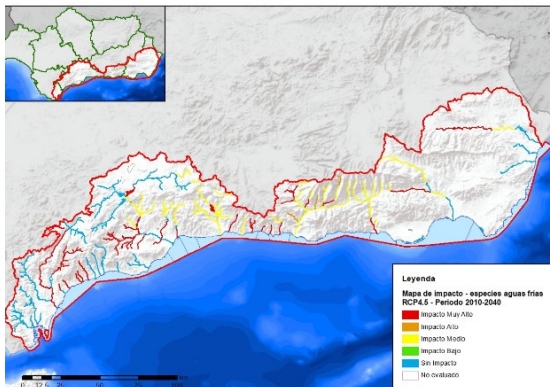 Leyenda
Mapa de impacto - especies aguas frías
RCP4.5 - Periodo 2010-2040
Impacto Muy Alto
Impacto Alto
Impacto Medio
Impacto Bajo
Sin Impacto
No evaluado